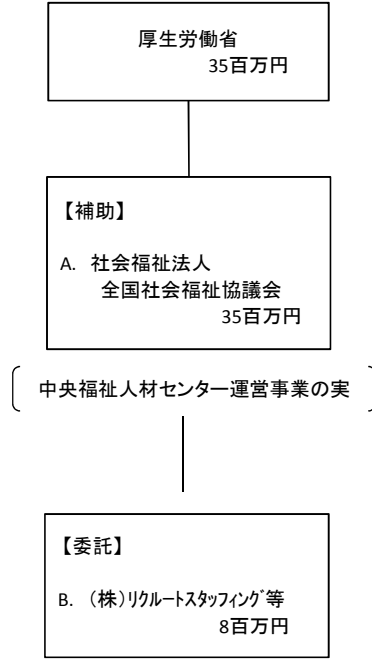 厚生労働省
35百万円
【補助】
A. 社会福祉法人
全国社会福祉協議会
35百万円
中央福祉人材センター運営事業の実
【委託】
B. （株）ﾘｸﾙｰﾄｽﾀｯﾌｨﾝｸﾞ等
8百万円